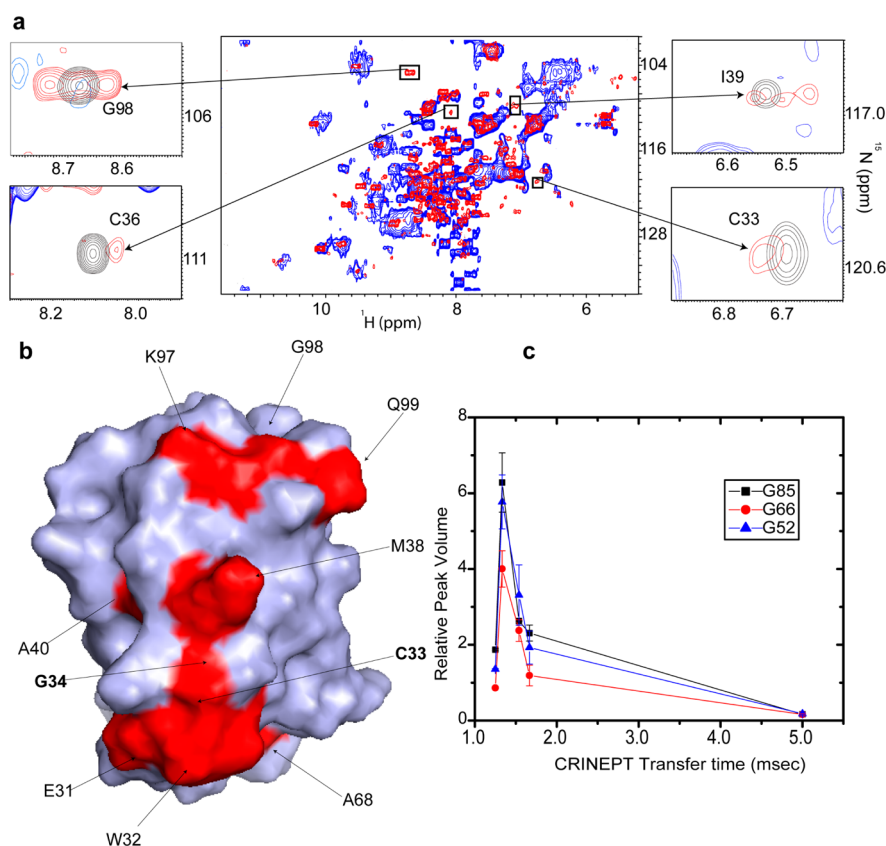 a
G98
106
8.7 8.6
C36
111
8.2 8.0
104
116
128
10 8 6
1H (ppm)
I39
117.0
6.6 6.5
15N (ppm)
C33
120.6
6.8 6.7
b
K97
G98
Q99
M38
A40
G34
C33
E31
W32
A68
c
8
6
4
2
0
Relative Peak Volume
G85
G66
G52
1.0 2.0 3.0 4.0 5.0
CRINEPT Transfer time (msec)